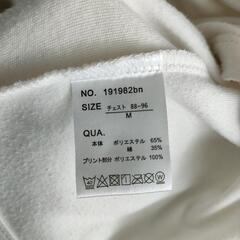 NO. 191982bn
SIZE チェスト 88-96
M
QUA.
本体 ポリエステル 65%
綿 35%
プリント部分 ポリエステル 100%